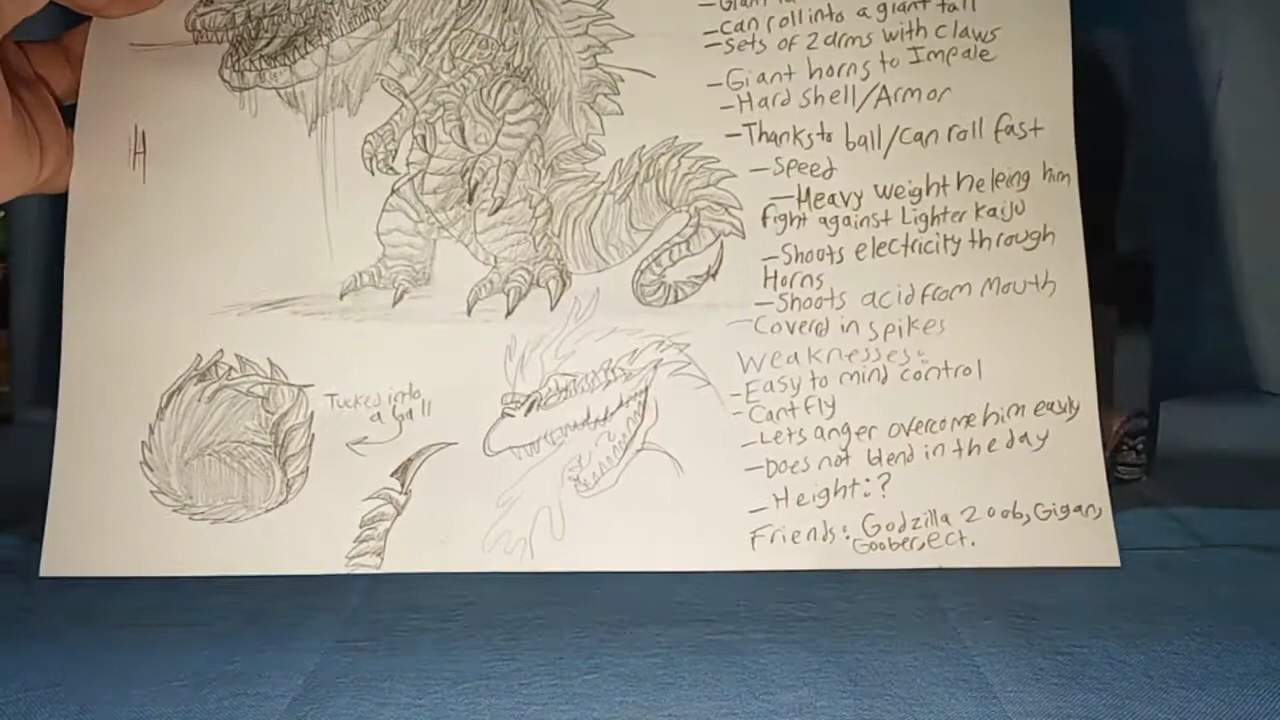 -Giant
-can roll into a giant tall
-Sets of 2 arms with claws
-Giant horns to Impale
-Hard shell/Armor
-Thanks to ball/can roll fast
-Speed
-Heavy weight heleing him
fight against Lighter Kaiju
-Shoots electricity through
Horns
-Shoots acid from Mouth
-Covered in spikes
Weaknesses:
-Easy to mind control
-Cant fly
-Lets anger overcome him easily
-Does not blend in the day
-Height:?
Friends: Godzilla 2006, Gigan,
Goober, ect.
Tucked into
a ball